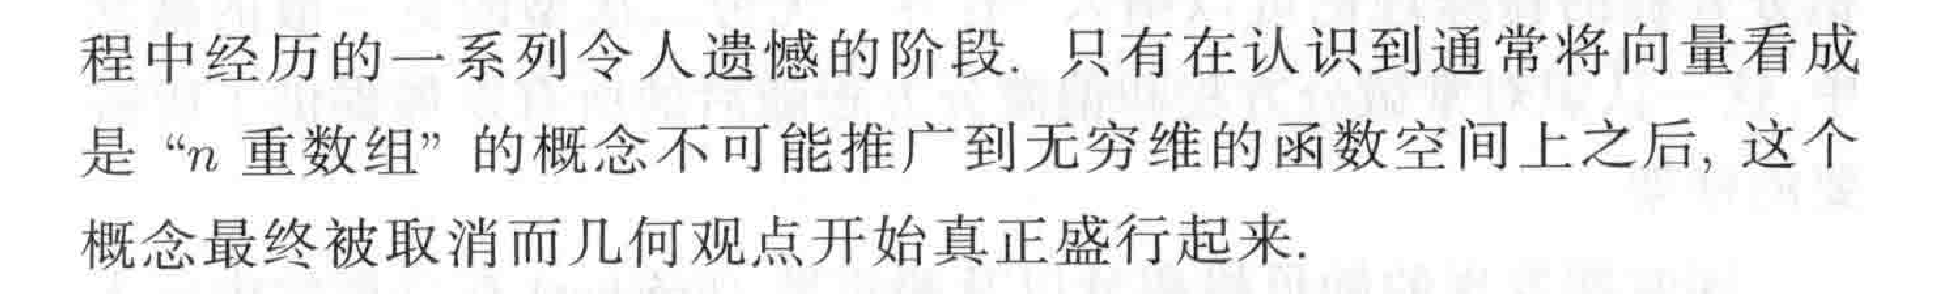 程中经历的一系列令人遗憾的阶段. 只有在认识到通常将向量看成
是 “n 重数组” 的概念不可能推广到无穷维的函数空间上之后, 这个
概念最终被取消而几何观点开始真正盛行起来.